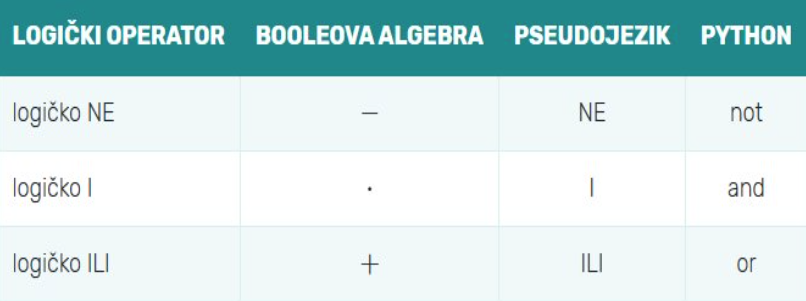 LOGIČKI OPERATOR BOOLEOVA ALGEBRA PSEUDOJEZIK PYTHON
logičko NE — NE not
logičko I · I and
logičko ILI + ILI or